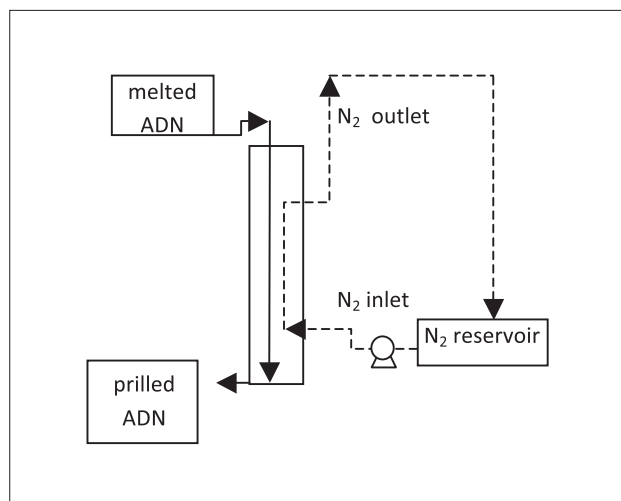 melted
ADN
N₂ outlet
N₂ inlet
N₂ reservoir
prilled
ADN